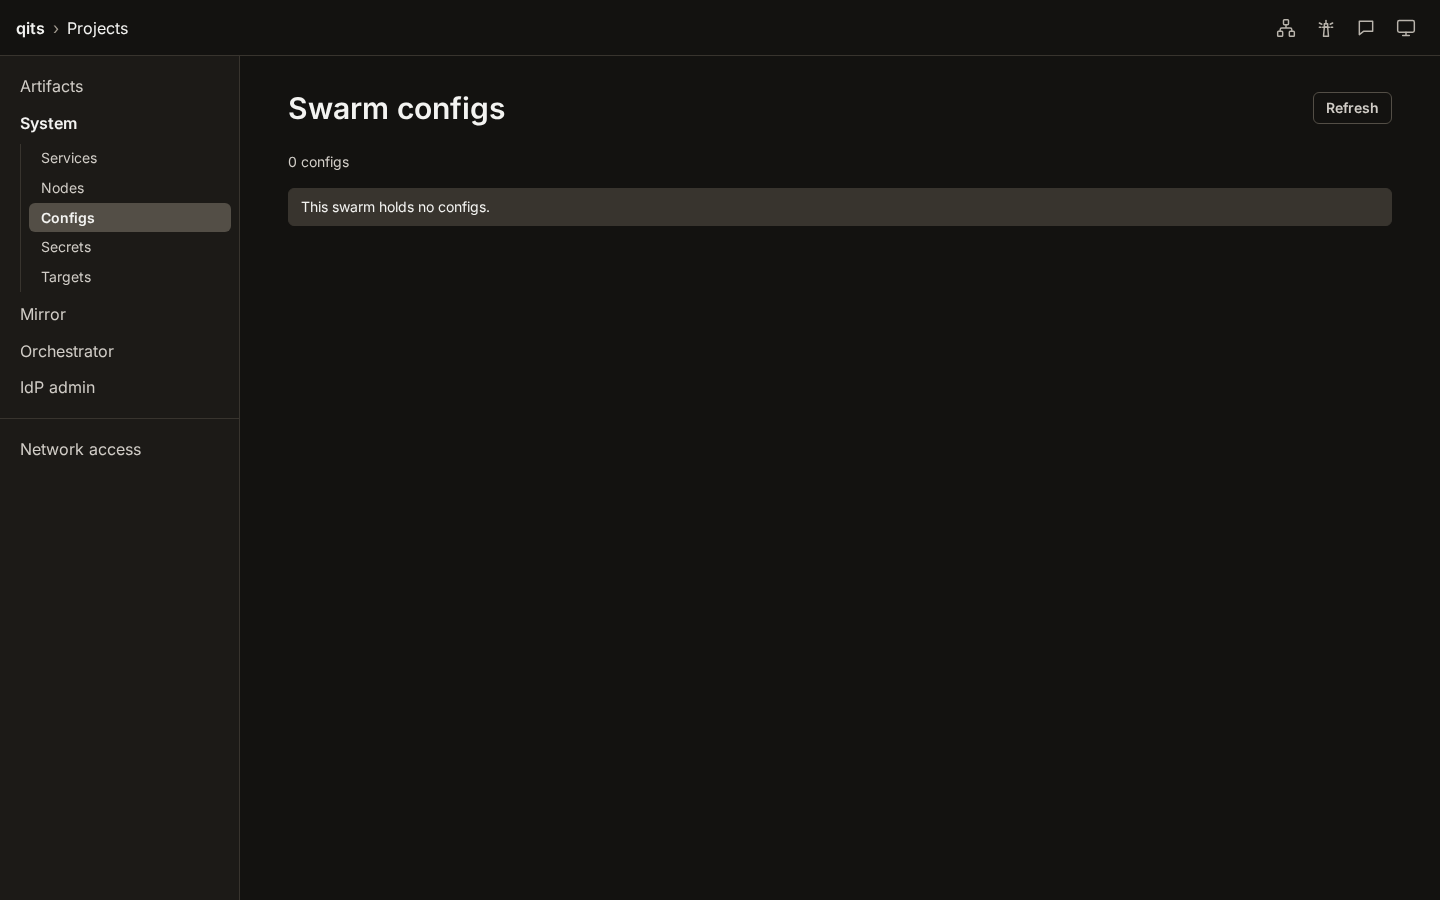 qits › Projects
Artifacts
System
Services
Nodes
Configs
Secrets
Targets
Mirror
Orchestrator
IdP admin
Network access
Swarm configs
Refresh
0 configs
This swarm holds no configs.